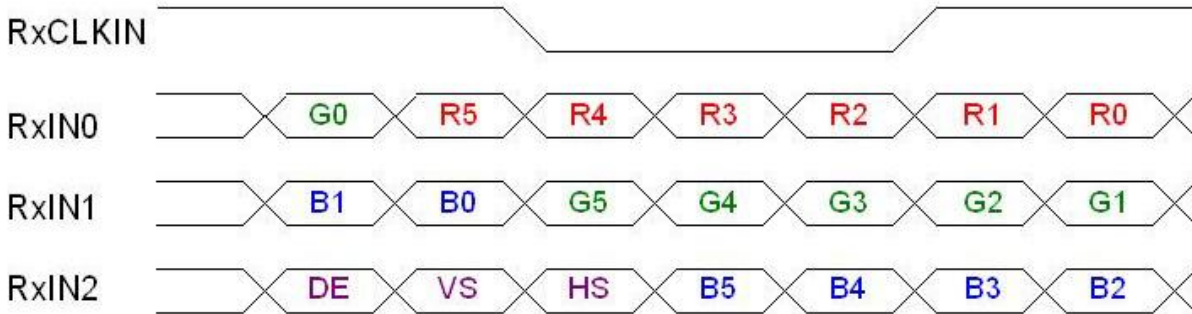 RxCLKIN
RxIN0 G0 R5 R4 R3 R2 R1 R0
RxIN1 B1 B0 G5 G4 G3 G2 G1
RxIN2 DE VS HS B5 B4 B3 B2